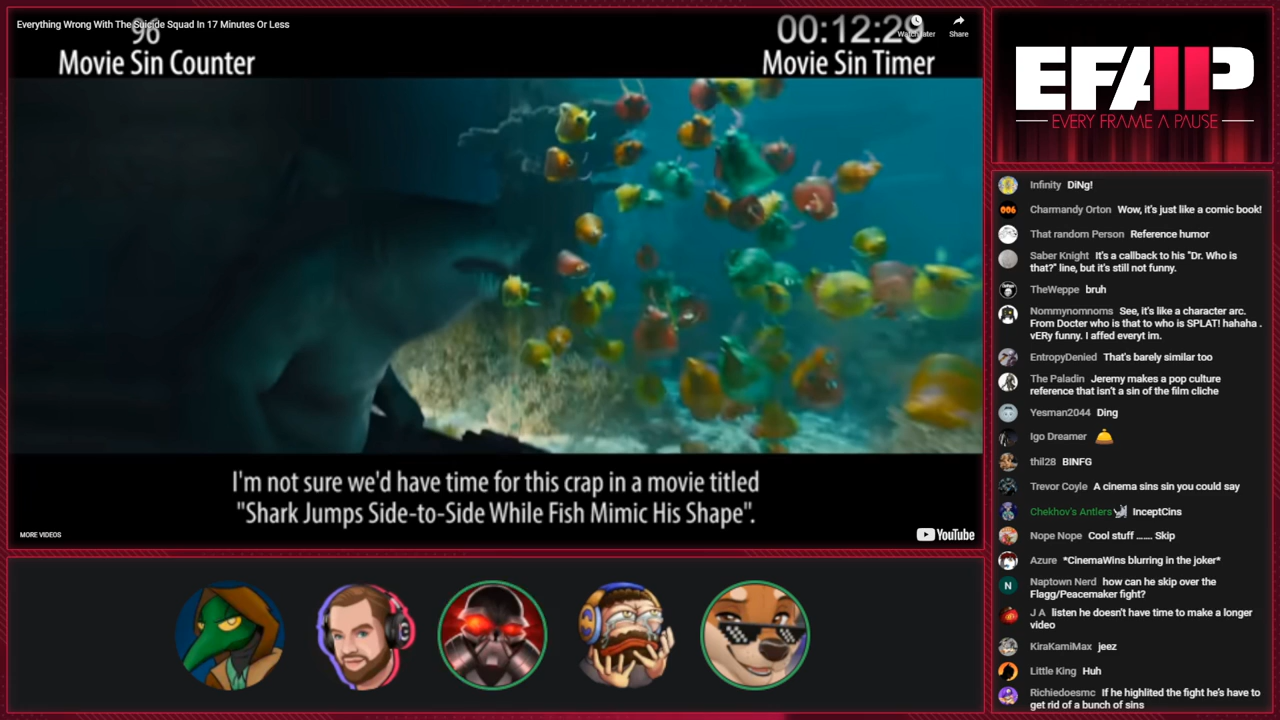 Everything Wrong With The Suicide Squad In 17 Minutes Or Less
96
Movie Sin Counter
00:12:29
Movie Sin Timer
Watch later
Share
I'm not sure we'd have time for this crap in a movie titled
"Shark Jumps Side-to-Side While Fish Mimic His Shape".
MORE VIDEOS
YouTube
EFAP
EVERY FRAME A PAUSE
Infinity DiNg!
Charmandy Orton Wow, it's just like a comic book!
That random Person Reference humor
Saber Knight It's a callback to his "Dr. Who is
that?" line, but it's still not funny.
TheWeppe bruh
Nommynomnoms See, it's like a character arc.
From Docter who is that to who is SPLAT! hahaha .
vERy funny. I affed everyt im.
EntropyDenied That's barely similar too
The Paladin Jeremy makes a pop culture
reference that isn't a sin of the film cliche
Yesman2044 Ding
Igo Dreamer
thil28 BINFG
Trevor Coyle A cinema sins sin you could say
Chekhov's Antlers InceptCins
Nope Nope Cool stuff ...... Skip
Azure *CinemaWins blurring in the joker*
N
Naptown Nerd how can he skip over the
Flagg/Peacemaker fight?
J A listen he doesn't have time to make a longer
video
KiraKamiMax jeez
Little King Huh
Richiedoesmc If he highlited the fight he's have to
get rid of a bunch of sins